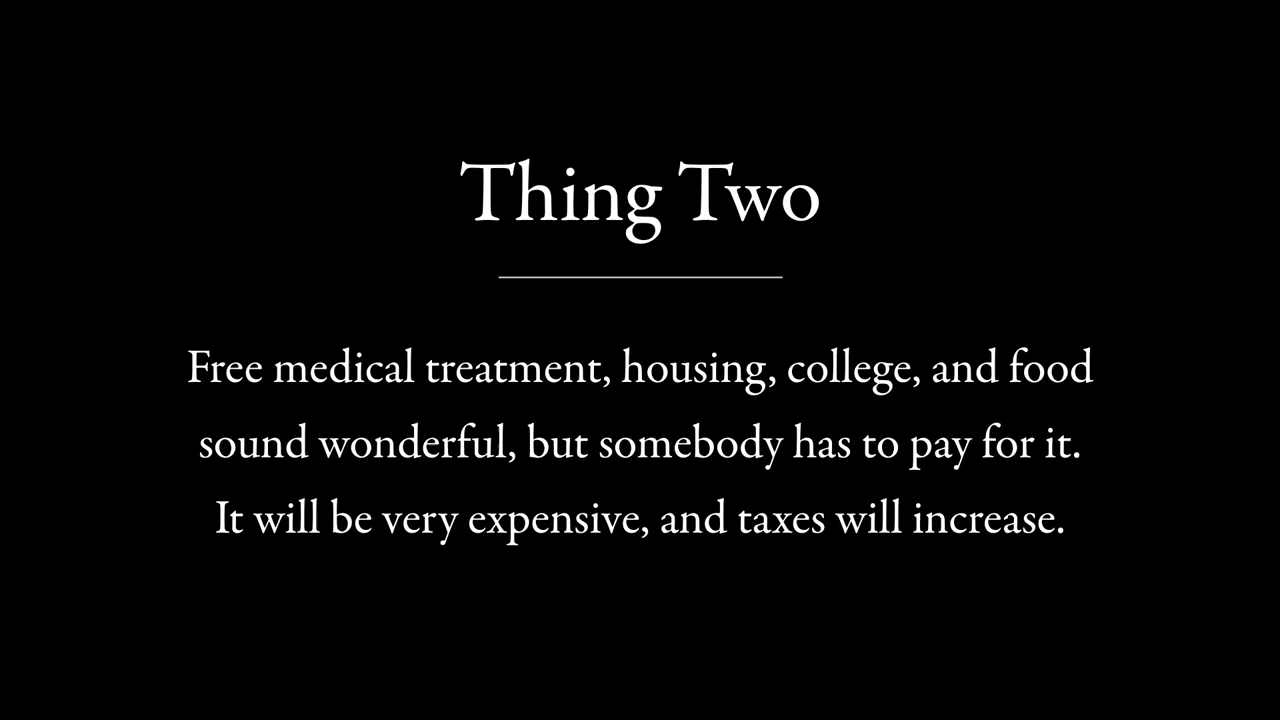 Thing Two
Free medical treatment, housing, college, and food
sound wonderful, but somebody has to pay for it.
It will be very expensive, and taxes will increase.